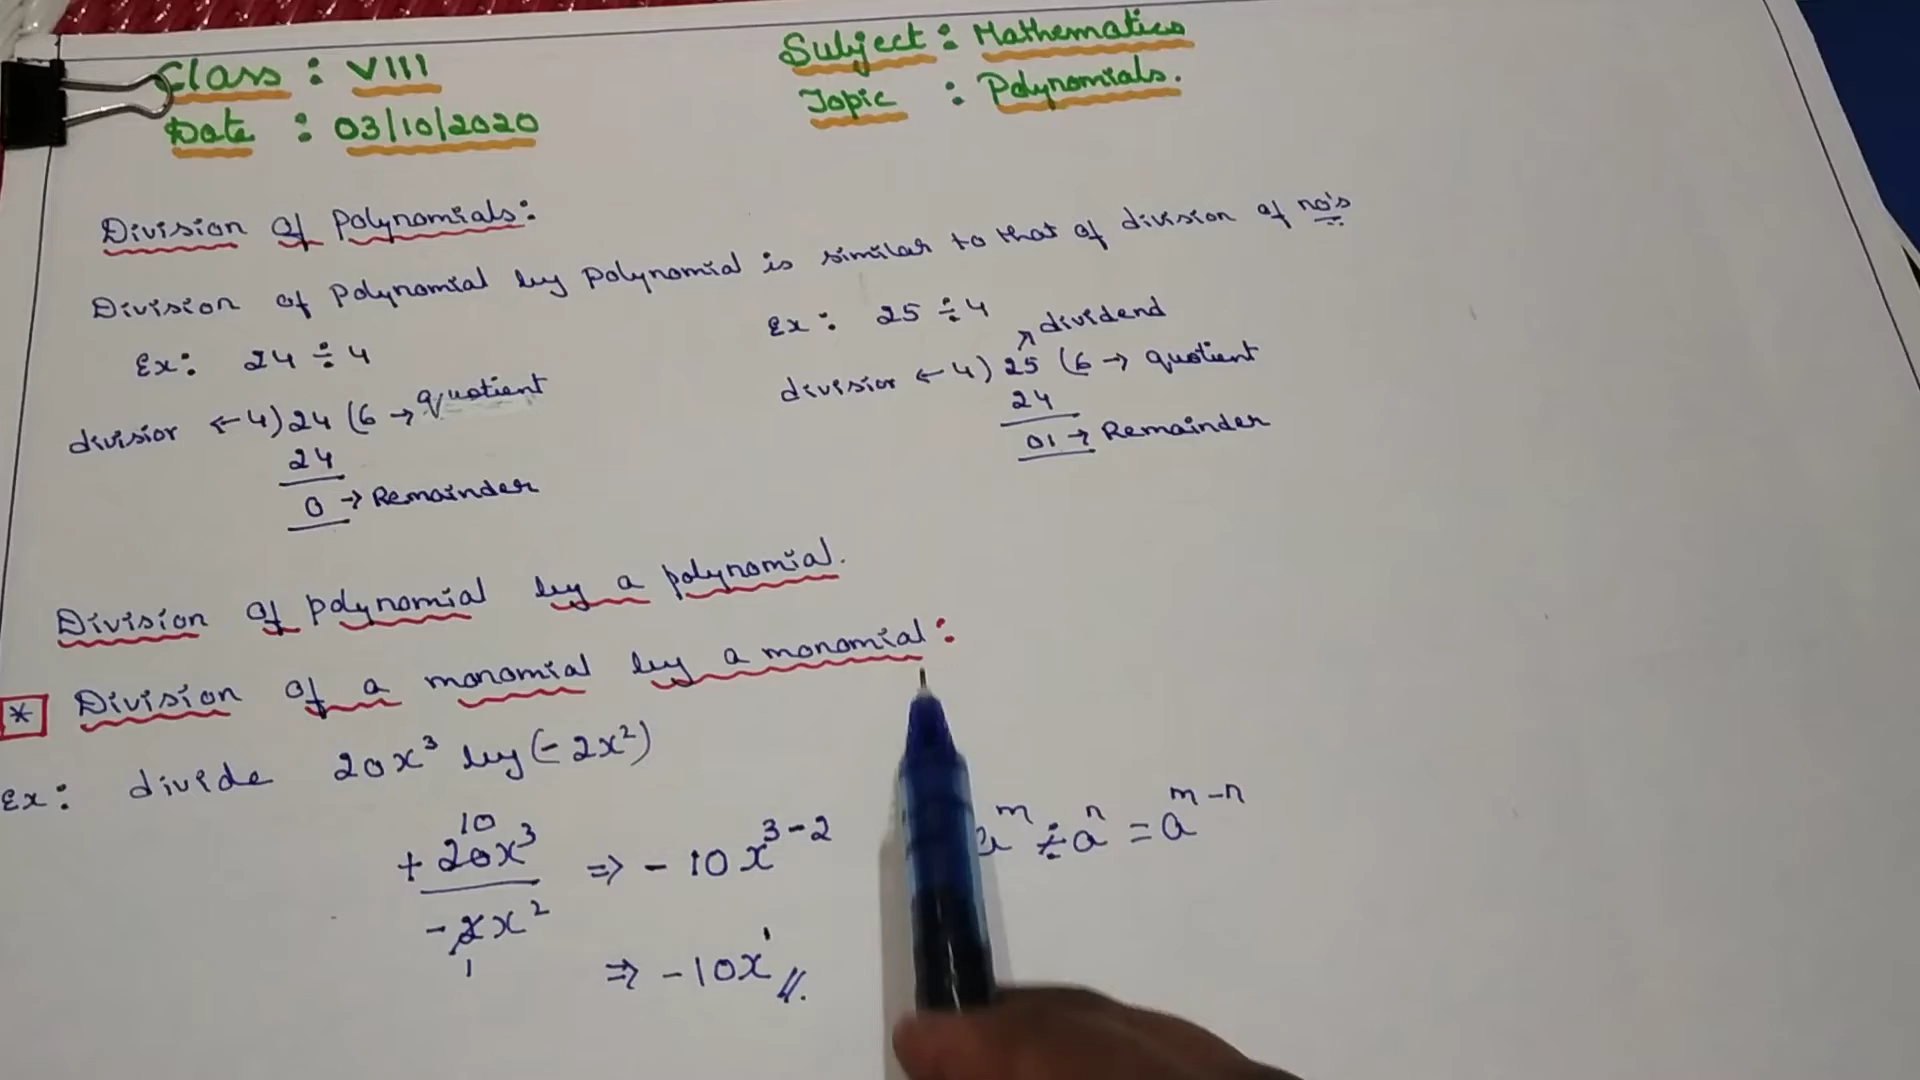 Class : VIII
Subject : Mathematics
Date : 03/10/2020
Topic : Polynomials.
Division of Polynomials:
Division of Polynomial by Polynomial is similar to that of division of no's
Ex: 24 ÷ 4
division ← 4) 24 (6 → quotient
24
0 → Remainder
Ex: 25 ÷ 4
↗ dividend
division ← 4) 25 (6 → quotient
24
01 → Remainder
Division of polynomial by a polynomial.
* Division of a monomial by a monomial:
Ex: divide 20x³ by (-2x²)
10
+20x³ ⇒ -10x³⁻²
-2x²
1
⇒ -10x¹ //.
÷ aⁿ = aᵐ⁻ⁿ